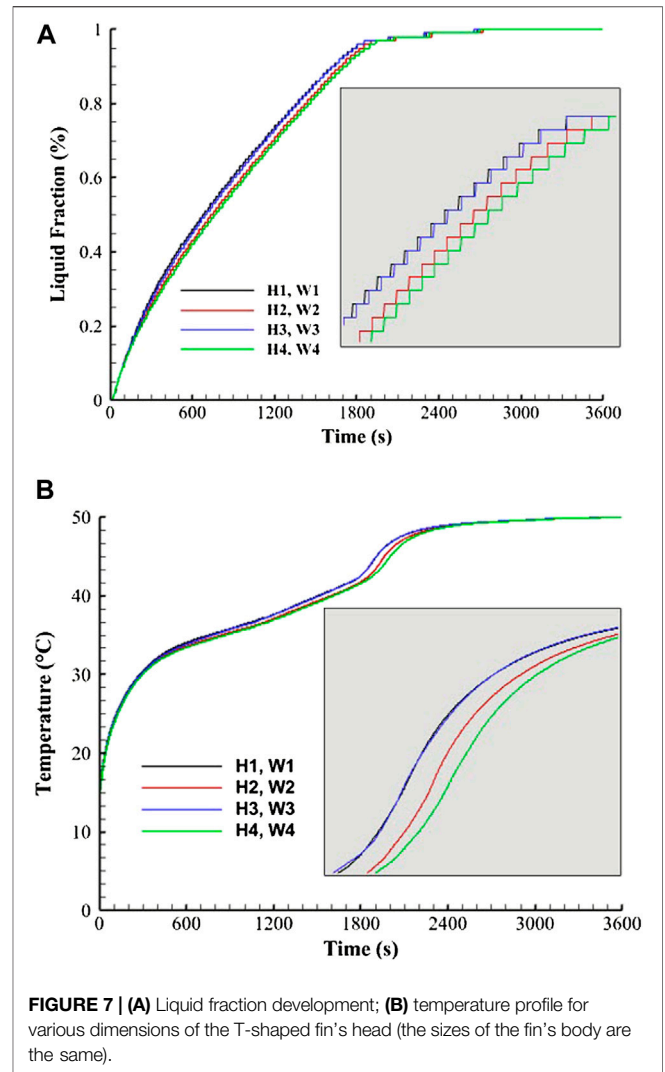 A
1
0.8
0.6
0.4
0.2
0
Liquid Fraction (%)
H1, W1
H2, W2
H3, W3
H4, W4
0 600 1200 1800 2400 3000 3600
Time (s)
B
50
40
30
20
10
0
Temperature (°C)
H1, W1
H2, W2
H3, W3
H4, W4
0 600 1200 1800 2400 3000 3600
Time (s)
FIGURE 7 | (A) Liquid fraction development; (B) temperature profile for
various dimensions of the T-shaped fin's head (the sizes of the fin's body are
the same).